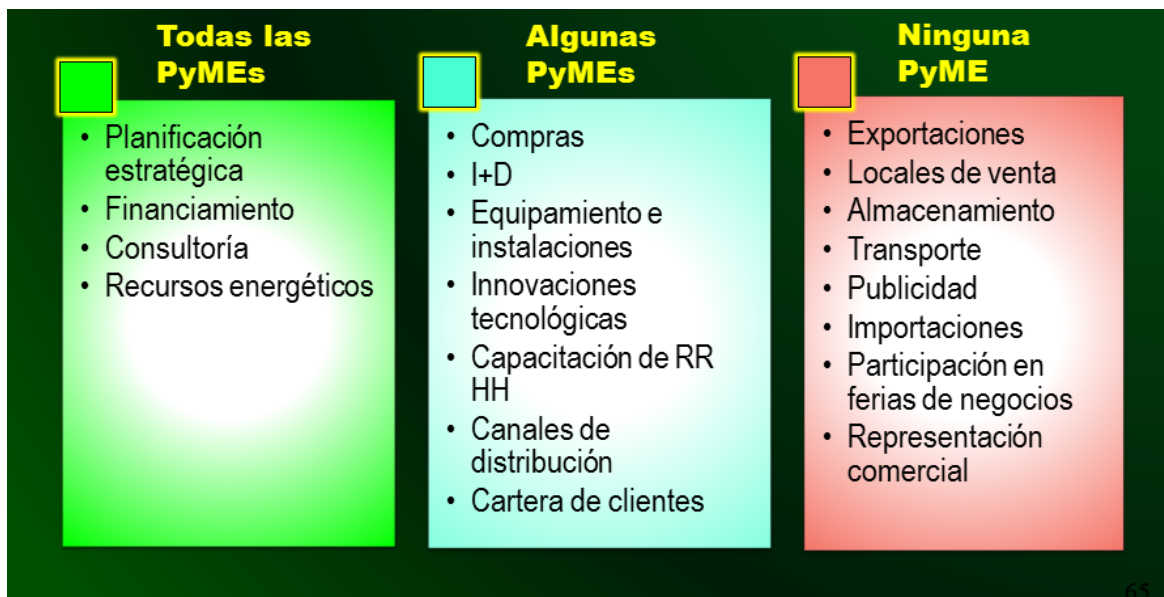 Todas las
PyMEs
• Planificación
estratégica
• Financiamiento
• Consultoría
• Recursos energéticos
Algunas
PyMEs
• Compras
• I+D
• Equipamiento e
instalaciones
• Innovaciones
tecnológicas
• Capacitación de RR
HH
• Canales de
distribución
• Cartera de clientes
Ninguna
PyME
• Exportaciones
• Locales de venta
• Almacenamiento
• Transporte
• Publicidad
• Importaciones
• Participación en
ferias de negocios
• Representación
comercial
65